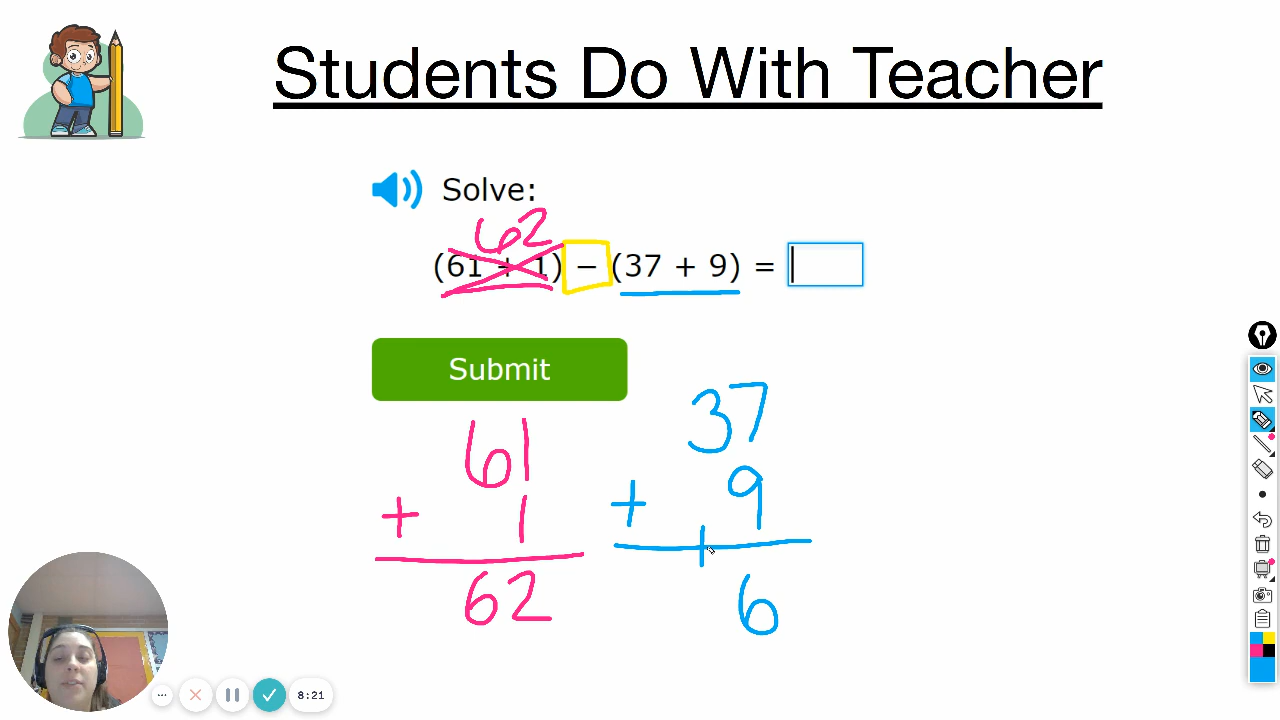 Students Do With Teacher
Solve:
62
(61 + 1) − (37 + 9) =
Submit
61
+ 1
62
37
+ 9
1
6
8:21